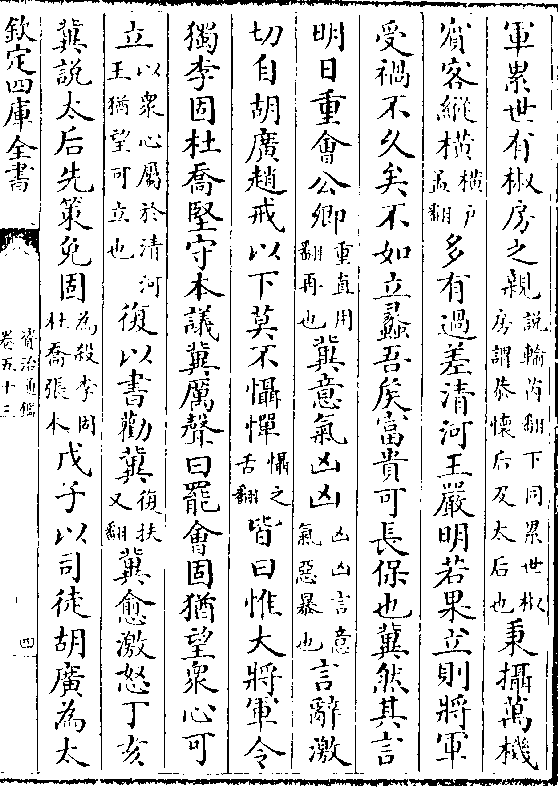 軍累世有椒房之親說輸芮翻下同累世椒房謂恭懷后及太后也秉攝萬機
賓客縱橫橫戶孟翻多有過差清河王嚴明若果立則將軍
受禍不久矣不如立蠡吾矦富貴可長保也冀然其言
明日重會公卿重直用翻再也冀意氣凶凶凶凶言意氣惡暴也言辭激
切自胡廣趙戒以下莫不懾憚懾之舌翻皆曰惟大將軍令
獨李固杜喬堅守本議冀厲聲曰罷會固猶望衆心可
立以衆心屬於清河王猶望可立也復以書勸冀復扶又翻冀愈激怒丁亥
冀說太后先策免固為殺李固杜喬張本戊子以司徒胡廣為太
欽定四庫全書
資治通鑑
卷五十三
四